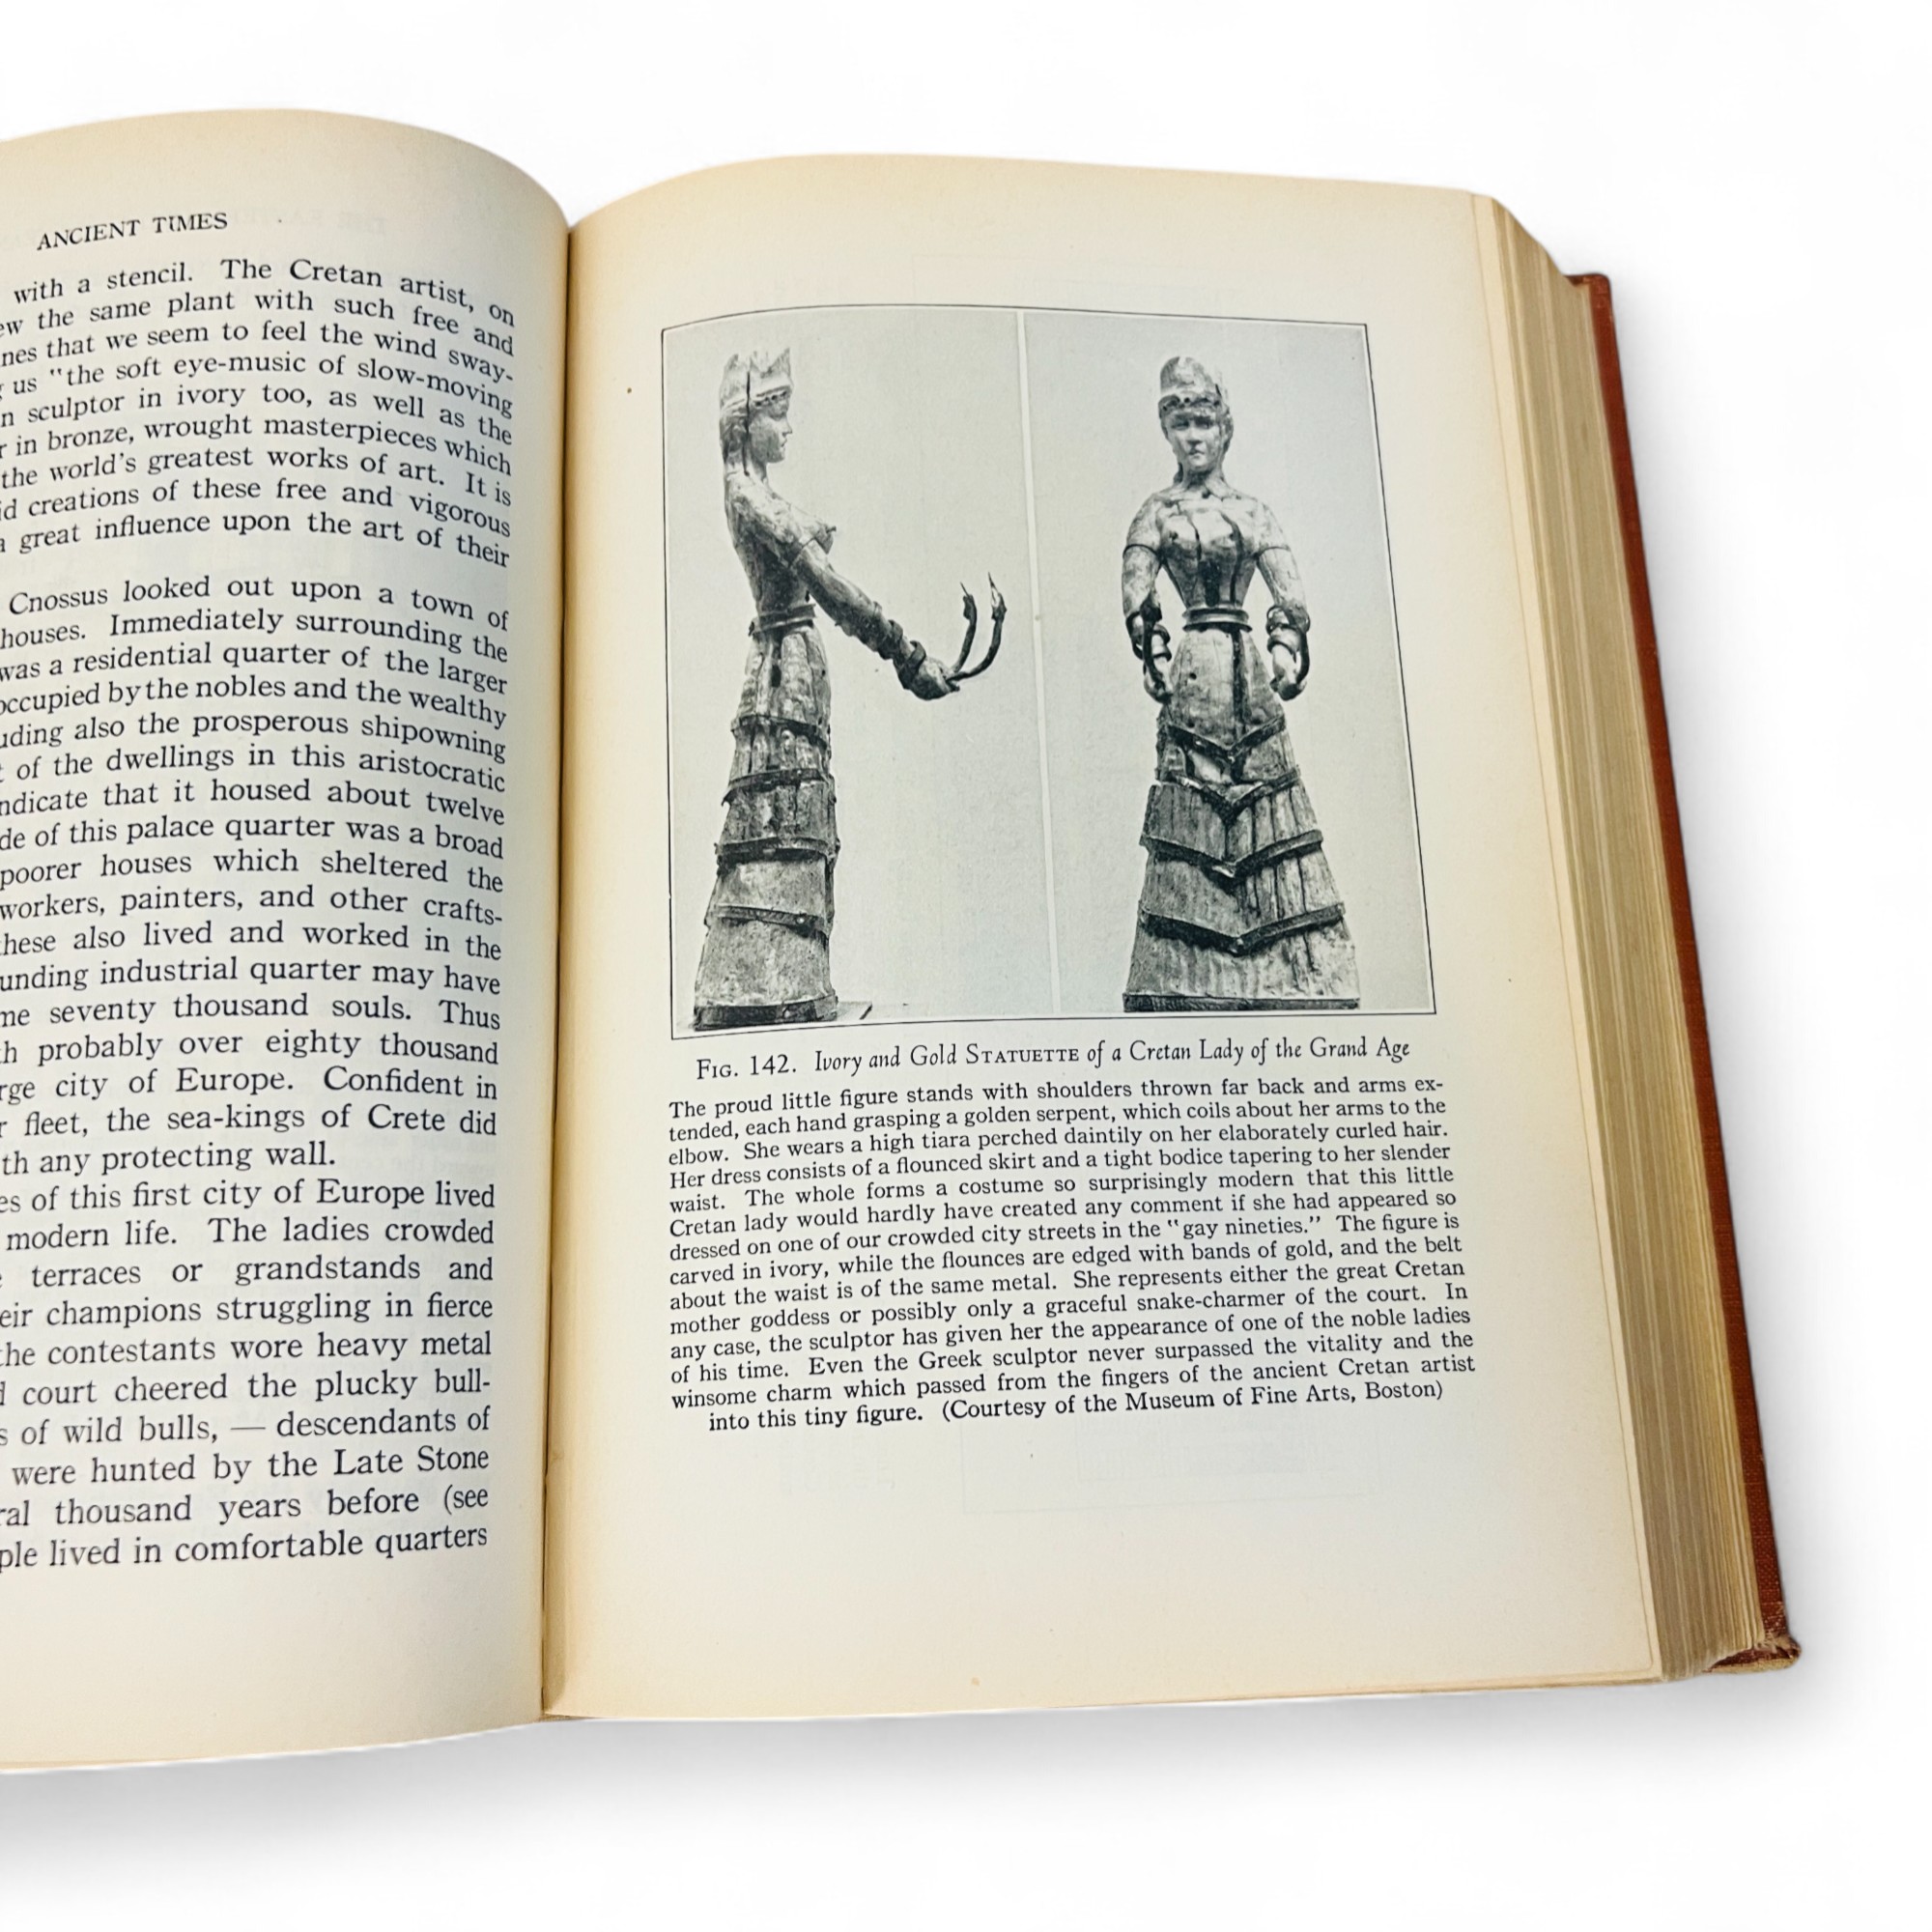 ANCIENT TIMES
with a stencil. The Cretan artist, on
the same plant with such free and
that we seem to feel the wind sway-
us "the soft eye-music of slow-moving
sculptor in ivory too, as well as the
in bronze, wrought masterpieces which
the world's greatest works of art. It is
creations of these free and vigorous
great influence upon the art of their
Cnossus looked out upon a town of
houses. Immediately surrounding the
was a residential quarter of the larger
occupied by the nobles and the wealthy
also the prosperous shipowning
of the dwellings in this aristocratic
that it housed about twelve
of this palace quarter was a broad
poorer houses which sheltered the
workers, painters, and other crafts-
these also lived and worked in the
industrial quarter may have
seventy thousand souls. Thus
probably over eighty thousand
city of Europe. Confident in
fleet, the sea-kings of Crete did
any protecting wall.
of this first city of Europe lived
modern life. The ladies crowded
terraces or grandstands and
champions struggling in fierce
the contestants wore heavy metal
court cheered the plucky bull-
of wild bulls, — descendants of
were hunted by the Late Stone
thousand years before (see
lived in comfortable quarters
FIG. 142. Ivory and Gold STATUETTE of a Cretan Lady of the Grand Age
The proud little figure stands with shoulders thrown far back and arms ex-
tended, each hand grasping a golden serpent, which coils about her arms to the
elbow. She wears a high tiara perched daintily on her elaborately curled hair.
Her dress consists of a flounced skirt and a tight bodice tapering to her slender
waist. The whole forms a costume so surprisingly modern that this little
Cretan lady would hardly have created any comment if she had appeared so
dressed on one of our crowded city streets in the "gay nineties." The figure is
carved in ivory, while the flounces are edged with bands of gold, and the belt
about the waist is of the same metal. She represents either the great Cretan
mother goddess or possibly only a graceful snake-charmer of the court. In
any case, the sculptor has given her the appearance of one of the noble ladies
of his time. Even the Greek sculptor never surpassed the vitality and the
winsome charm which passed from the fingers of the ancient Cretan artist
into this tiny figure. (Courtesy of the Museum of Fine Arts, Boston)